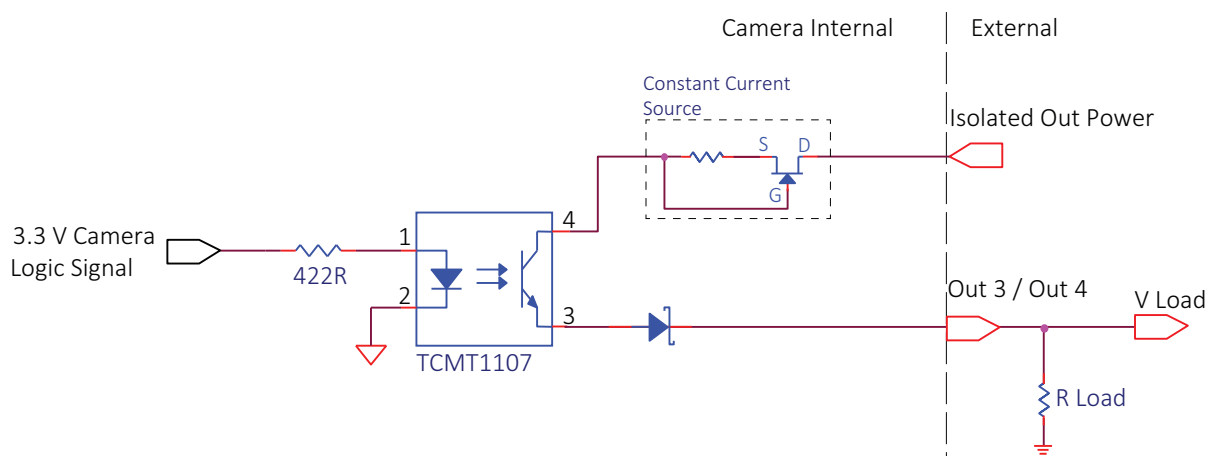 Camera Internal
External
Constant Current
Source
Isolated Out Power
S
D
G
4
3.3 V Camera
Logic Signal
1
422R
2
3
Out 3 / Out 4
V Load
TCMT1107
R Load